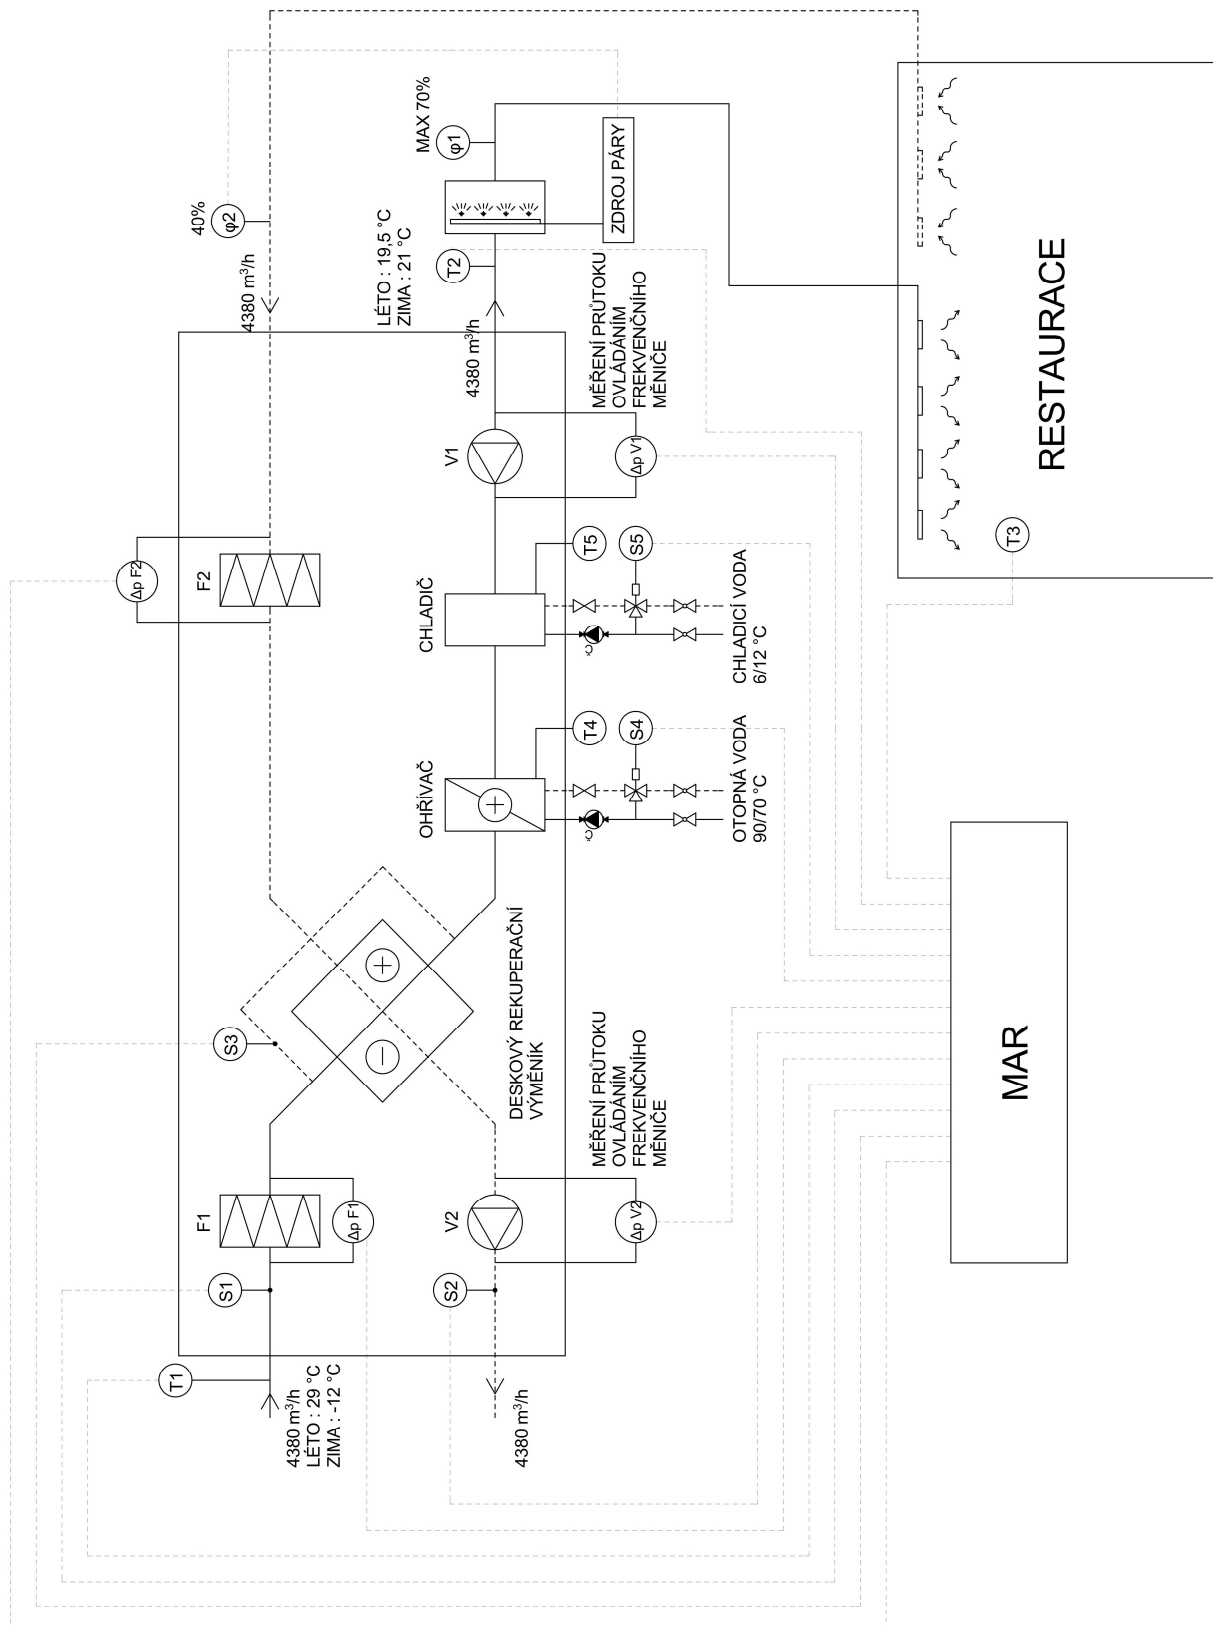 40%
φ2
4380 m³/h
MAX 70%
φ1
LÉTO : 19,5 °C
ZIMA : 21 °C
T2
ZDROJ PÁRY
4380 m³/h
MĚŘENÍ PRŮTOKU
OVLÁDÁNÍM
FREKVENČNÍHO
MĚNIČE
V1
Δp V1
RESTAURACE
T3
Δp F2
F2
CHLADIČ
T5
S5
CHLADICÍ VODA
6/12 °C
OHŘÍVAČ
T4
S4
OTOPNÁ VODA
90/70 °C
S3
DESKOVÝ REKUPERAČNÍ
VÝMĚNÍK
MĚŘENÍ PRŮTOKU
OVLÁDÁNÍM
FREKVENČNÍHO
MĚNIČE
F1
Δp F1
V2
Δp V2
S1
S2
T1
4380 m³/h
LÉTO : 29 °C
ZIMA : -12 °C
4380 m³/h
MAR